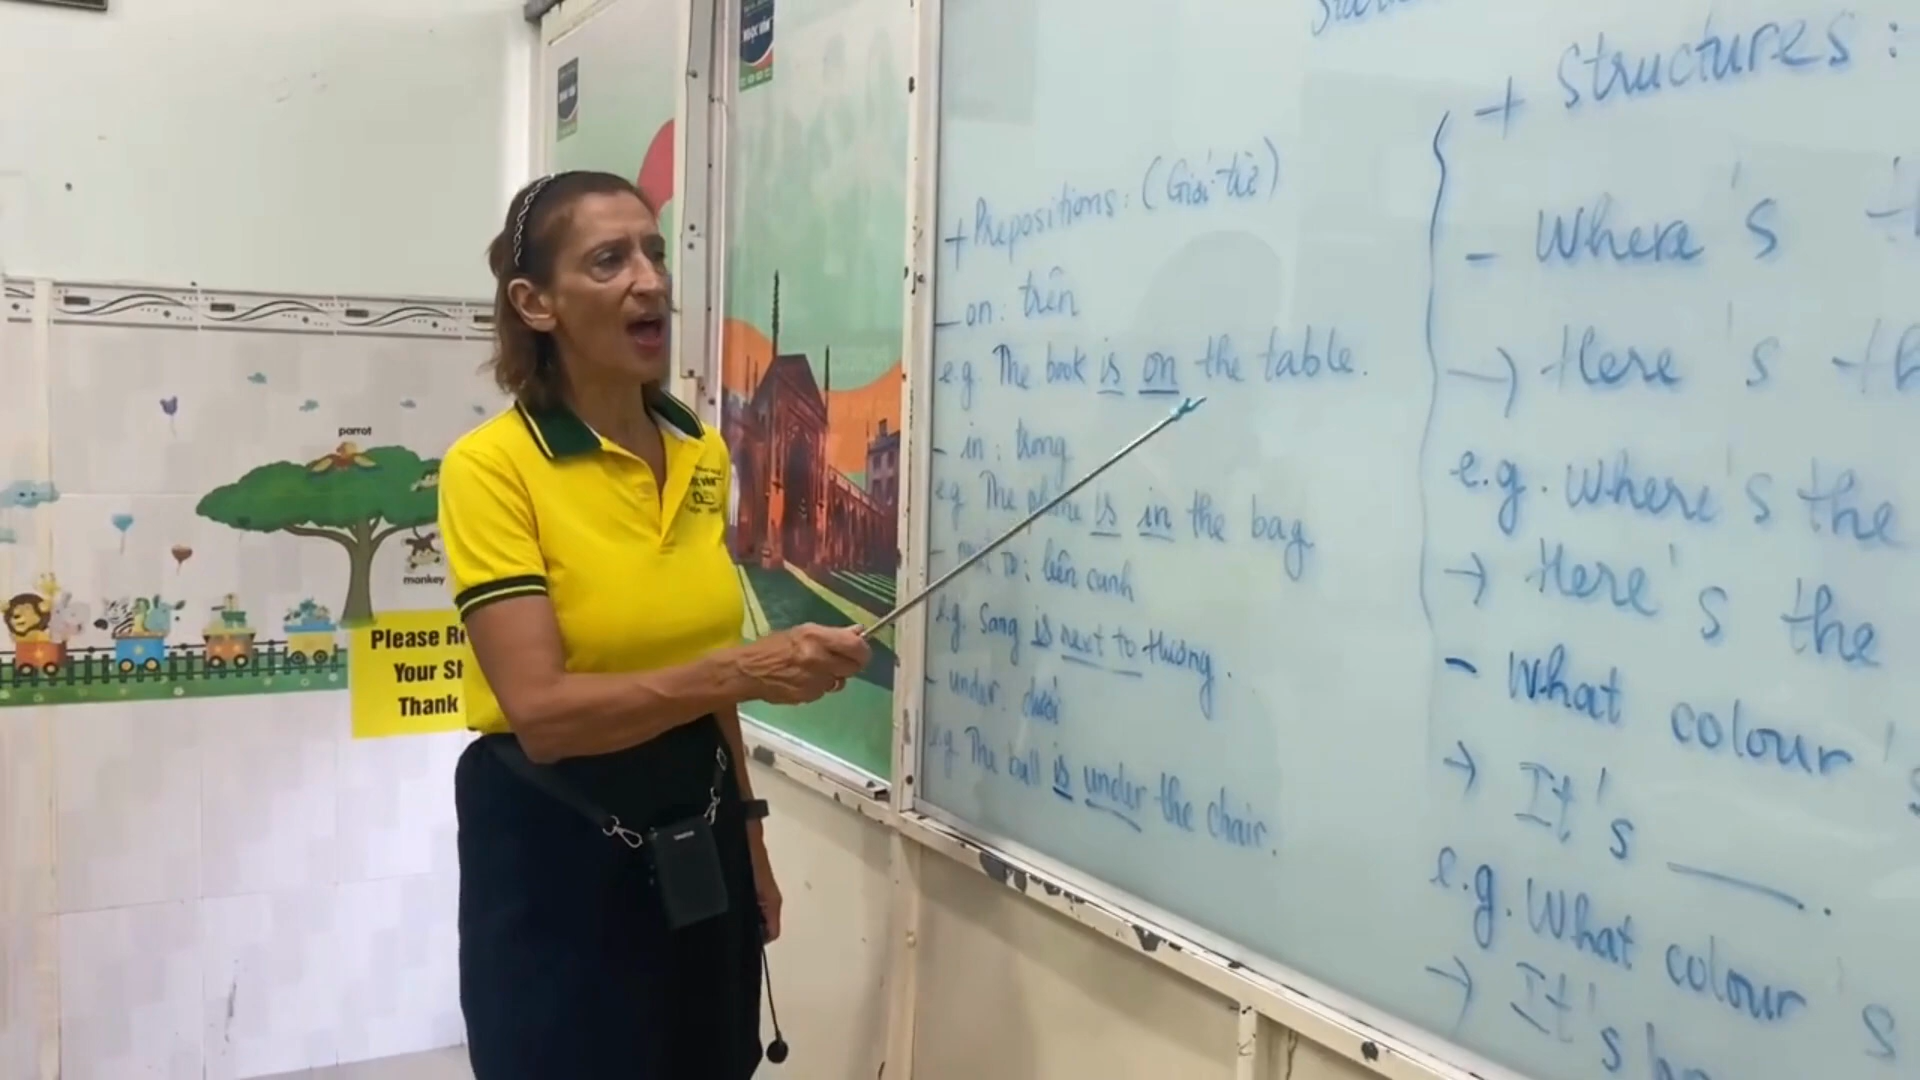 + Prepositions: (Giới từ)
- on: trên
e.g. The book is on the table.
- in: trong
e.g. The phone is in the bag
- next to: bên cạnh
e.g. Sang is next to thương.
- under: dưới
e.g. The ball is under the chair.
+ Structures:
- Where's
→ Here's
e.g. Where's the
→ Here's the
- What colour's
→ It's ____.
e.g. What colour's
→ It's
parrot
monkey
Please Re
Your Sh
Thank